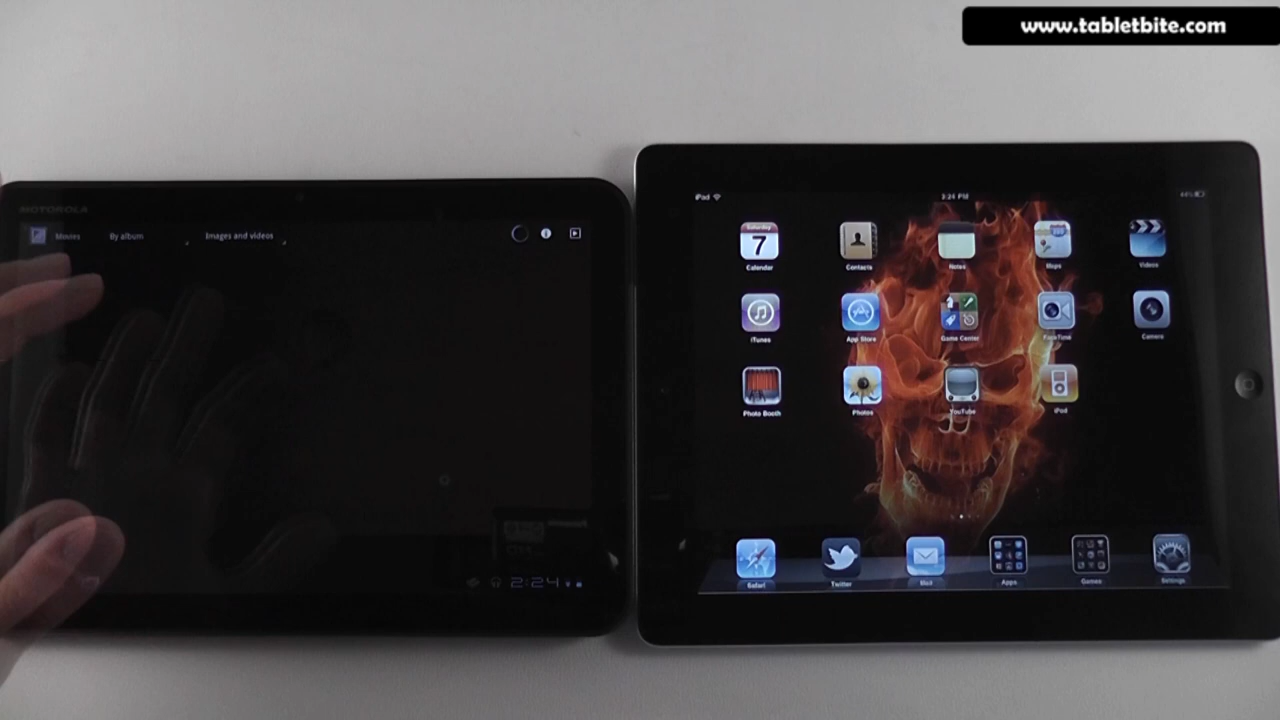 www.tabletbite.com
MOTOROLA
Movies By album Images and videos
2:24
iPad 3:24 PM
Saturday
7
Calendar Contacts Notes Maps Videos
iTunes App Store Game Center FaceTime Camera
Photo Booth Photos YouTube iPod
Safari Twitter Mail Apps Games Settings